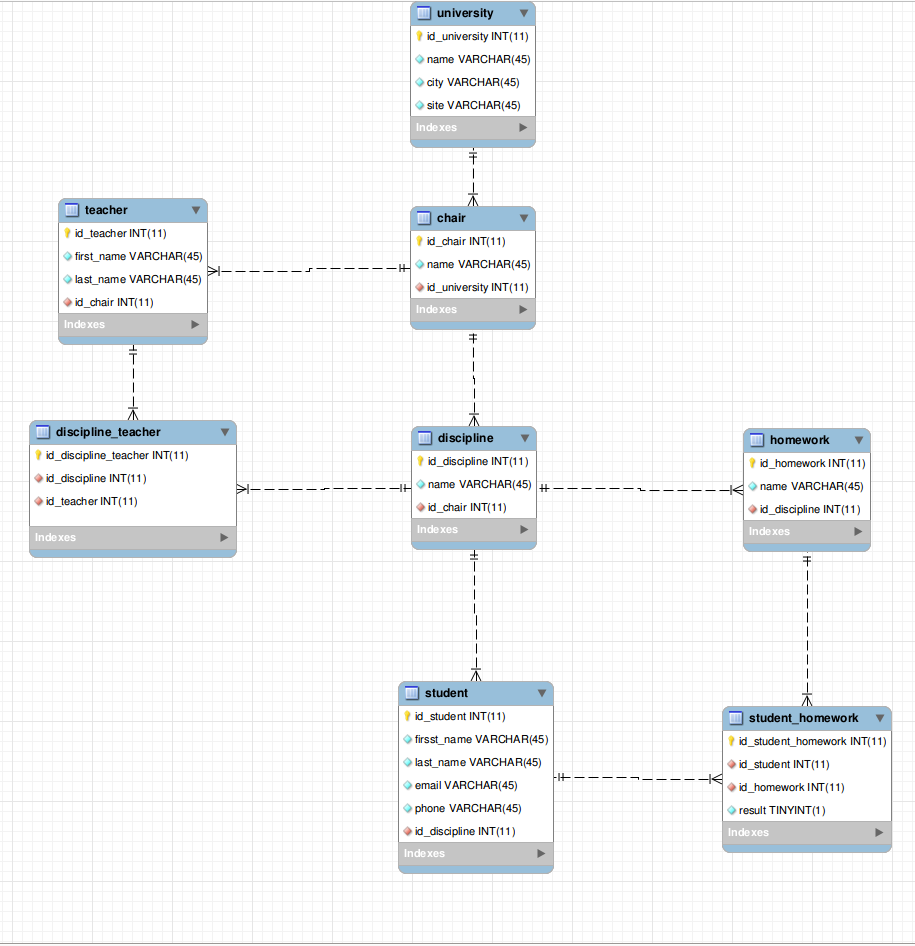 university
id_university INT(11)
name VARCHAR(45)
city VARCHAR(45)
site VARCHAR(45)
Indexes
teacher
id_teacher INT(11)
first_name VARCHAR(45)
last_name VARCHAR(45)
id_chair INT(11)
Indexes
chair
id_chair INT(11)
name VARCHAR(45)
id_university INT(11)
Indexes
discipline_teacher
id_discipline_teacher INT(11)
id_discipline INT(11)
id_teacher INT(11)
Indexes
discipline
id_discipline INT(11)
name VARCHAR(45)
id_chair INT(11)
Indexes
homework
id_homework INT(11)
name VARCHAR(45)
id_discipline INT(11)
Indexes
student
id_student INT(11)
firsst_name VARCHAR(45)
last_name VARCHAR(45)
email VARCHAR(45)
phone VARCHAR(45)
id_discipline INT(11)
Indexes
student_homework
id_student_homework INT(11)
id_student INT(11)
id_homework INT(11)
result TINYINT(1)
Indexes